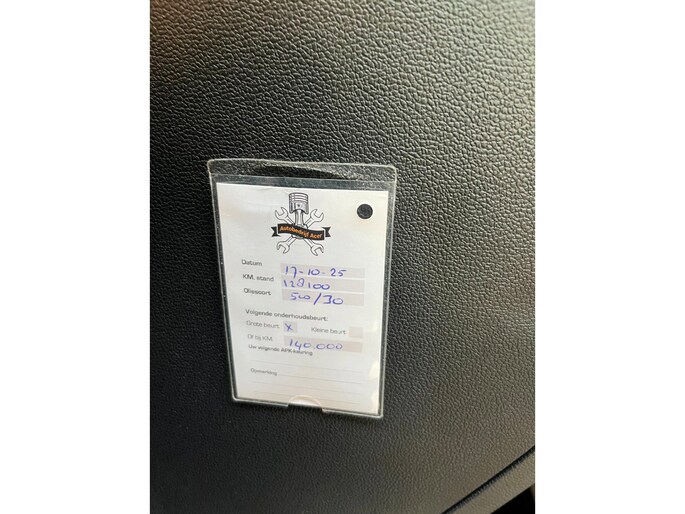 Autobedrijf Acar
Datum 17-10-25
KM. stand 128100
Oliesoort 5w/30
Volgende onderhoudsbeurt:
Grote beurt X Kleine beurt
Of bij KM. 140.000
Uw volgende APK-keuring
Opmerking